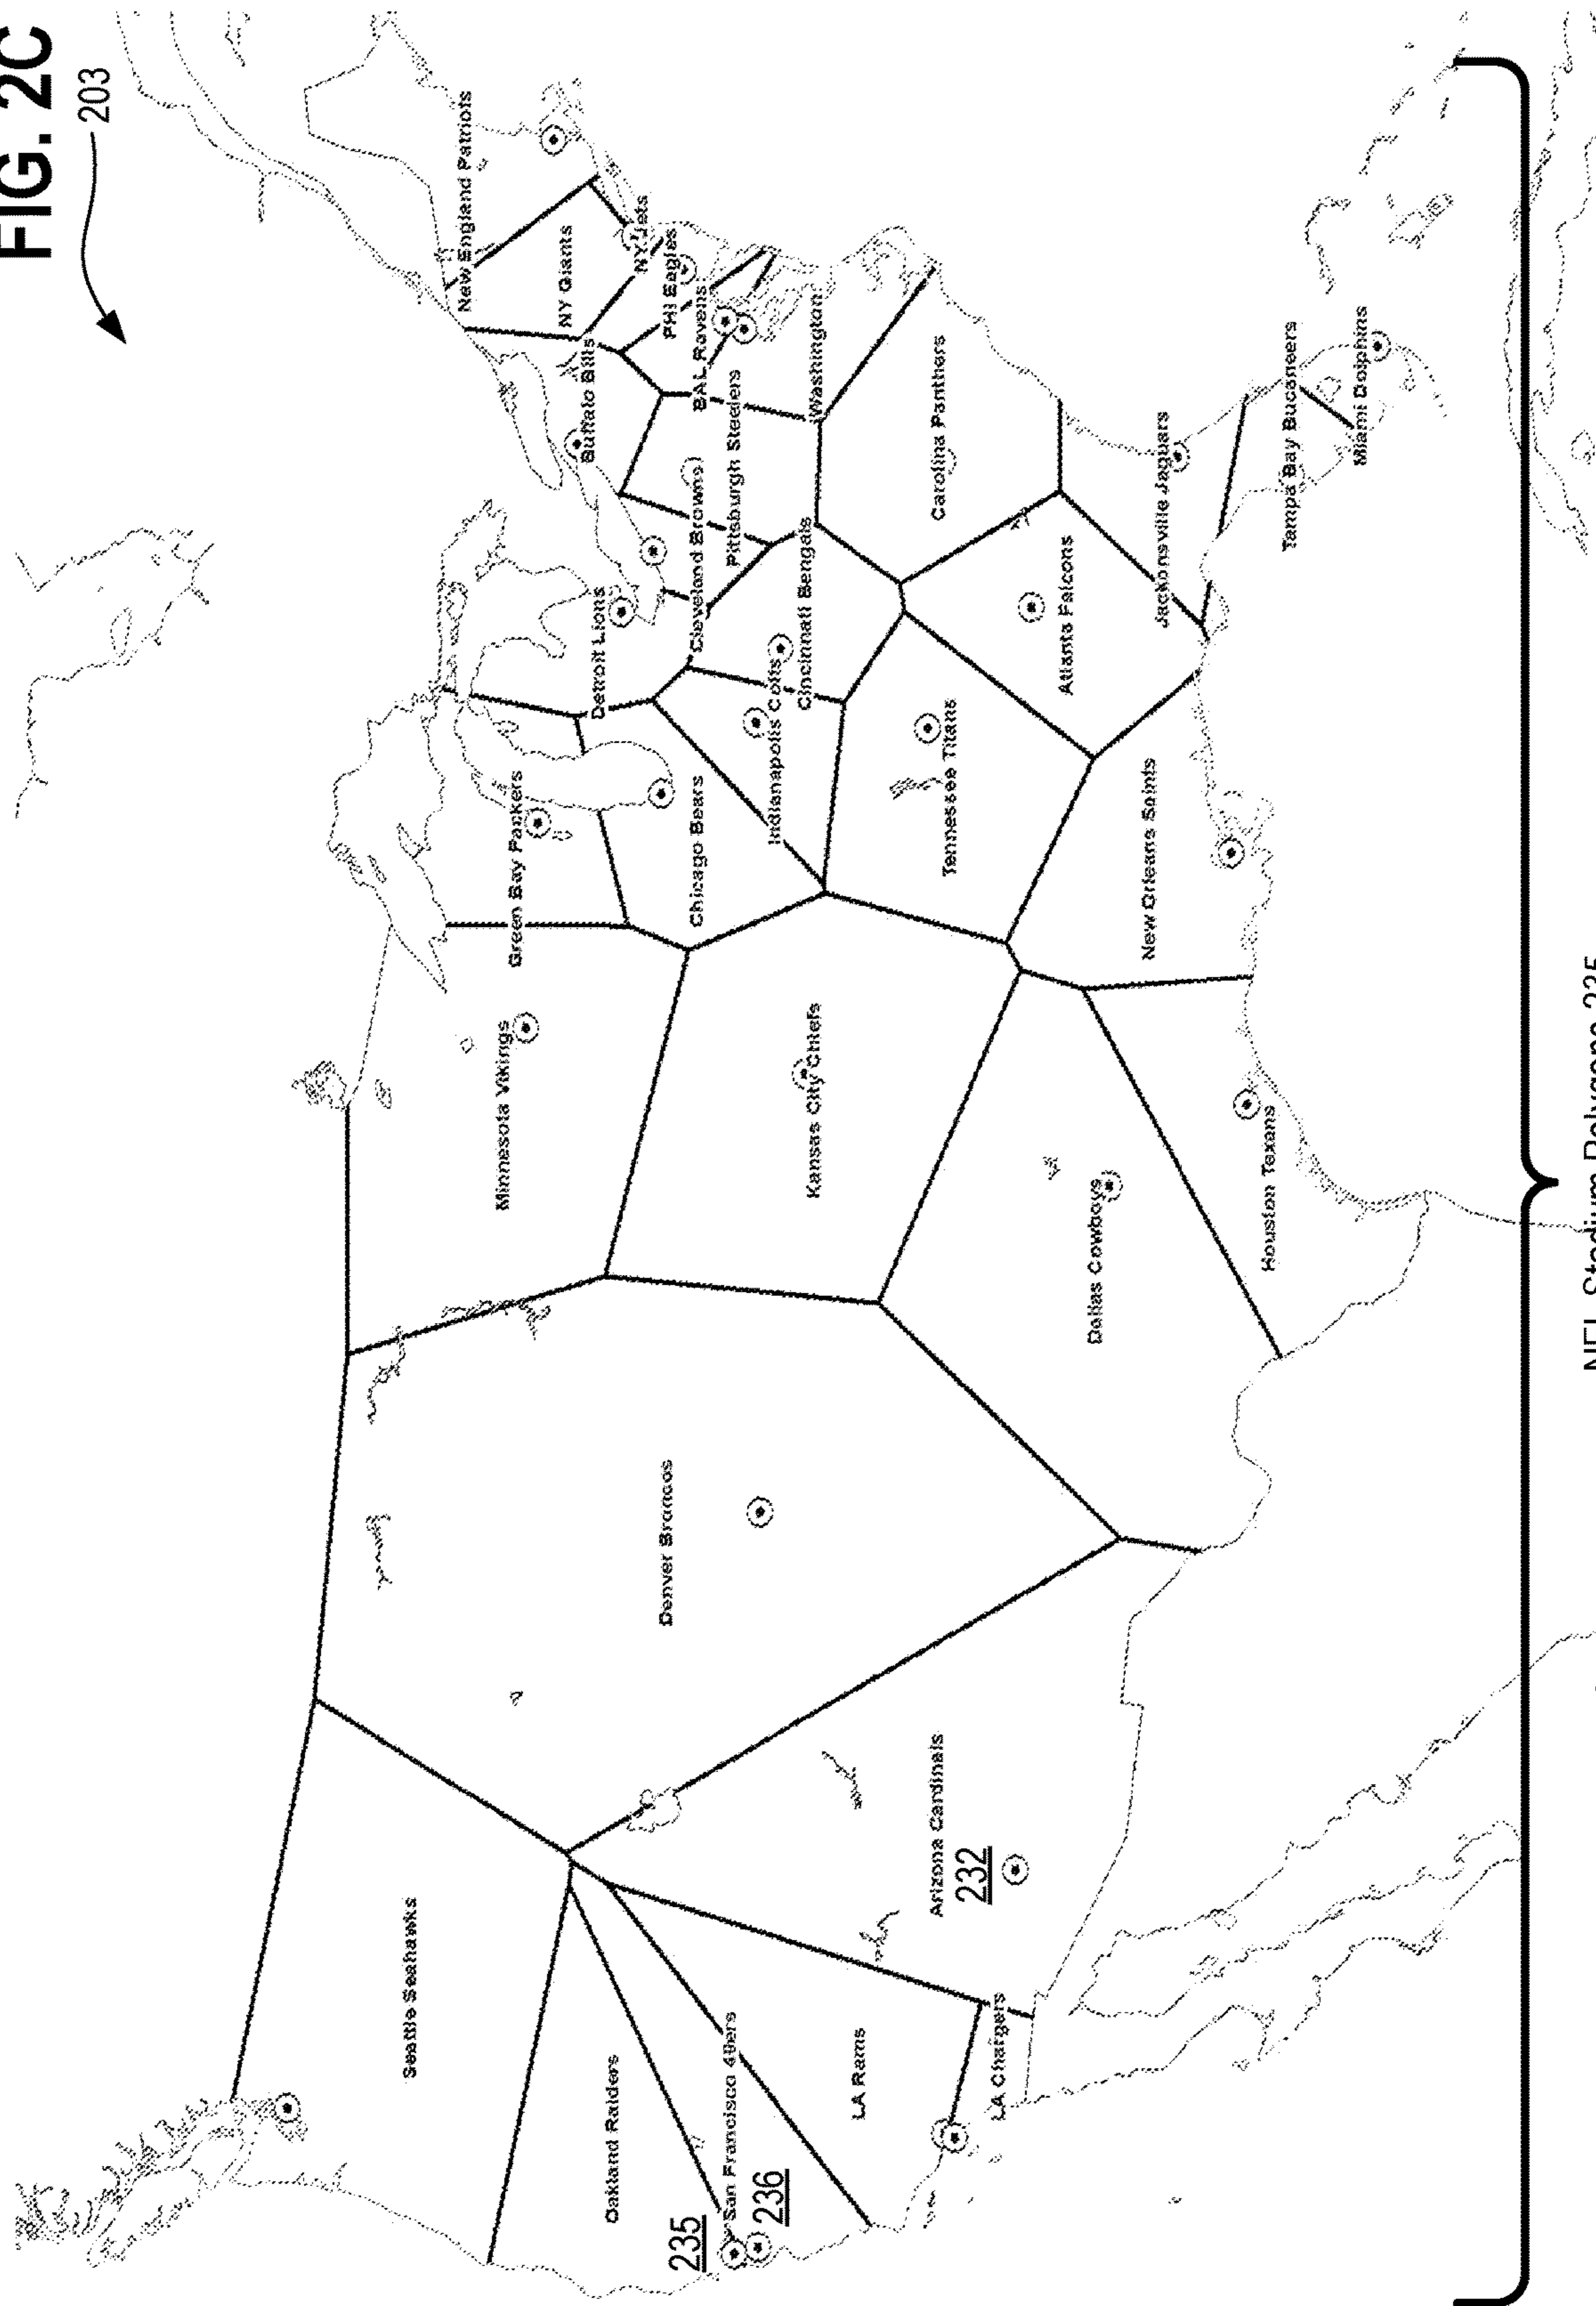 FIG. 2C
203
New England Patriots
NY Giants
NY Jets
PHI Eagles
Buffalo Bills
BAL Ravens
Washington
Pittsburgh Steelers
Cleveland Browns
Cincinnati Bengals
Carolina Panthers
Detroit Lions
Indianapolis Colts
Atlanta Falcons
Jacksonville Jaguars
Tampa Bay Bucaneers
Miami Dolphins
Green Bay Packers
Chicago Bears
Tennessee Titans
New Orleans Saints
Minnesota Vikings
Kansas City Chiefs
Dallas Cowboys
Houston Texans
Denver Broncos
Seattle Seahawks
Arizona Cardinals
232
Oakland Raiders
San Francisco 49ers
235
236
LA Rams
LA Chargers
NFL Stadium Polygons 235